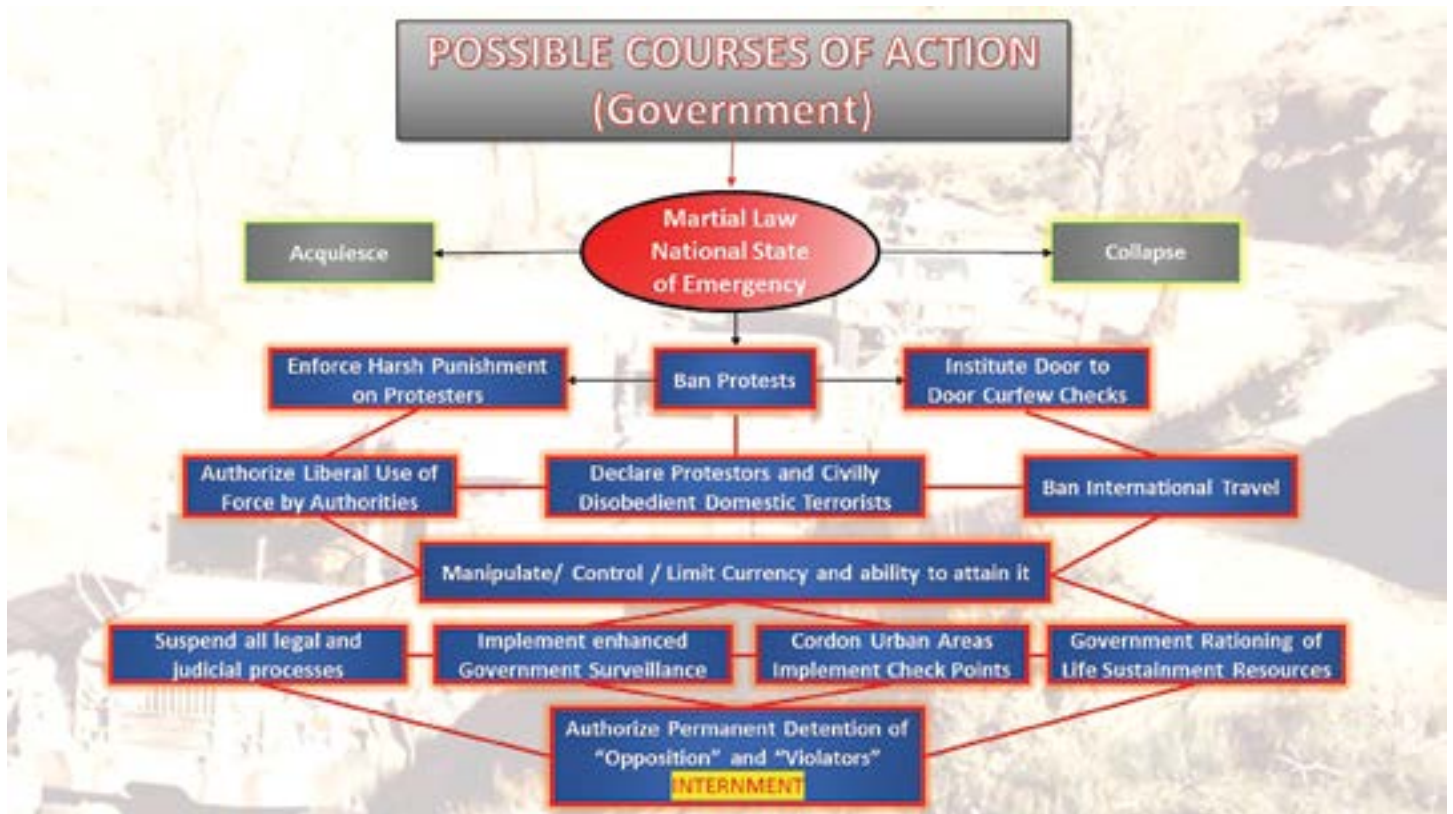 POSSIBLE COURSES OF ACTION
(Government)
Martial Law
National State
of Emergency
Acquiesce
Collapse
Enforce Harsh Punishment
on Protesters
Ban Protests
Institute Door to
Door Curfew Checks
Authorize Liberal Use of
Force by Authorities
Declare Protestors and Civilly
Disobedient Domestic Terrorists
Ban International Travel
Manipulate/ Control / Limit Currency and ability to attain it
Suspend all legal and
judicial processes
Implement enhanced
Government Surveillance
Cordon Urban Areas
Implement Check Points
Government Rationing of
Life Sustainment Resources
Authorize Permanent Detention of
“Opposition” and “Violators”
INTERNMENT